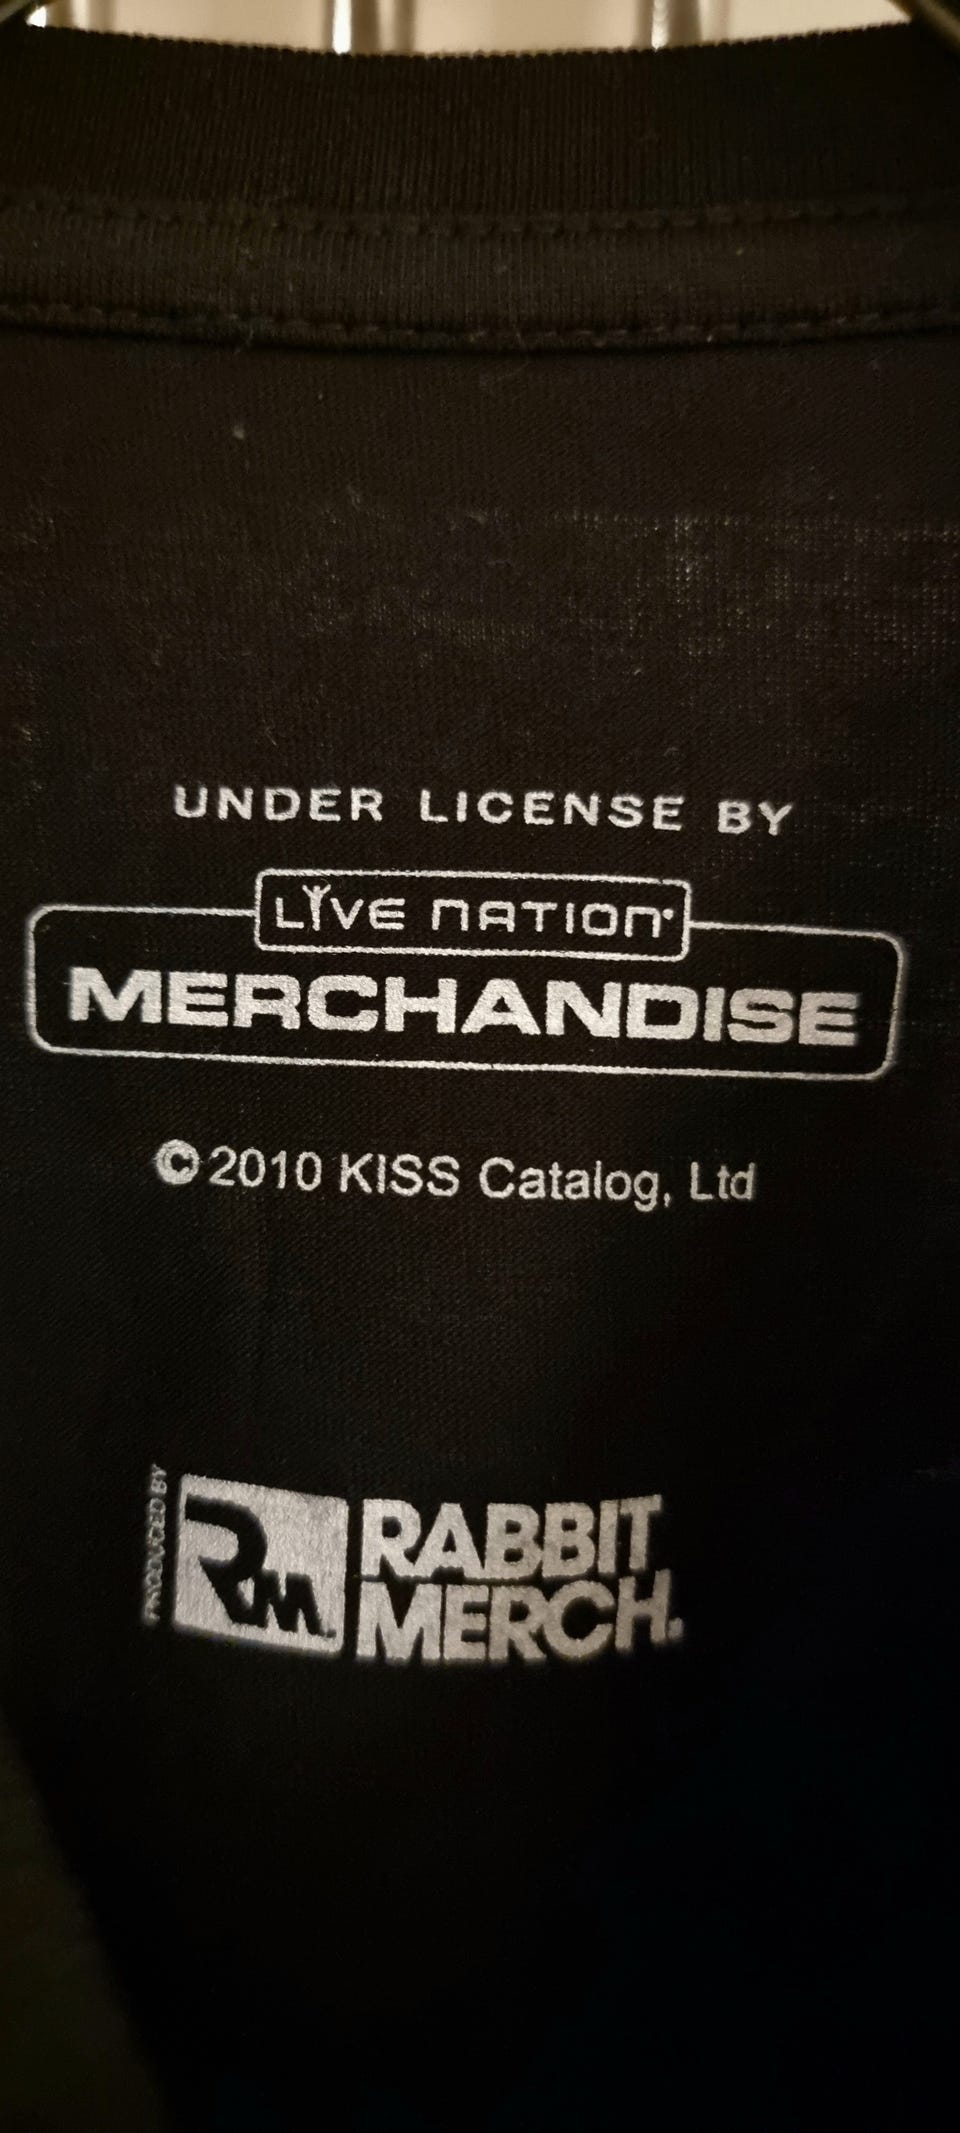 UNDER LICENSE BY
LIVE NATION
MERCHANDISE
©2010 KISS Catalog, Ltd
PRODUCED BY
RM
RABBIT
MERCH.